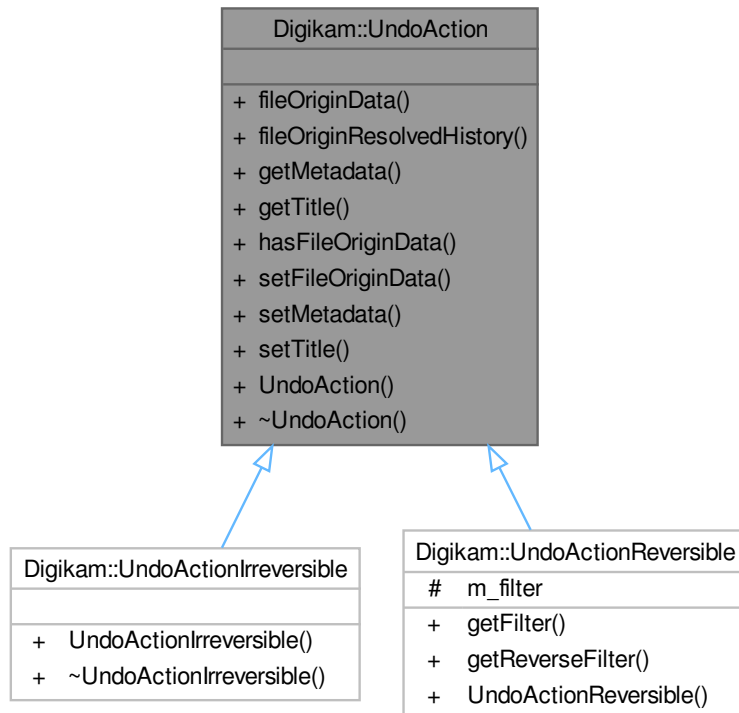 Digikam::UndoAction
+ fileOriginData()
+ fileOriginResolvedHistory()
+ getMetadata()
+ getTitle()
+ hasFileOriginData()
+ setFileOriginData()
+ setMetadata()
+ setTitle()
+ UndoAction()
+ ~UndoAction()
Digikam::UndoActionIrreversible
+ UndoActionIrreversible()
+ ~UndoActionIrreversible()
Digikam::UndoActionReversible
# m_filter
+ getFilter()
+ getReverseFilter()
+ UndoActionReversible()